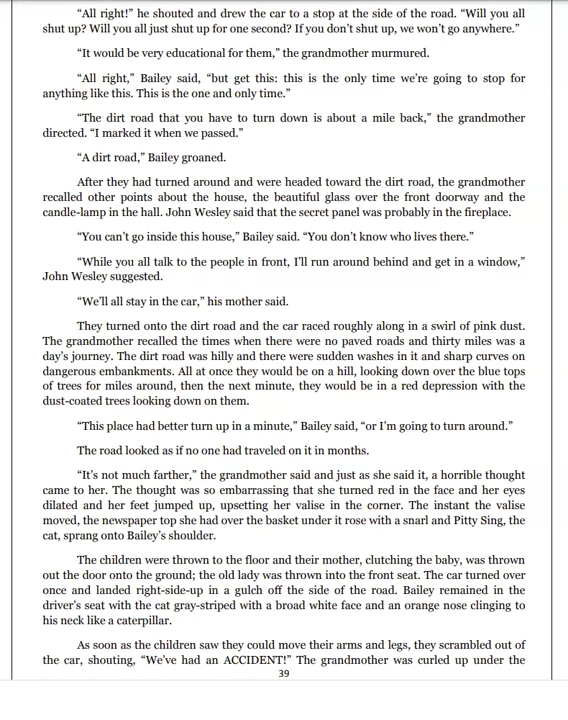 “All right!” he shouted and drew the car to a stop at the side of the road. “Will you all
shut up? Will you all just shut up for one second? If you don’t shut up, we won’t go anywhere.”
“It would be very educational for them,” the grandmother murmured.
“All right,” Bailey said, “but get this: this is the only time we’re going to stop for
anything like this. This is the one and only time.”
“The dirt road that you have to turn down is about a mile back,” the grandmother
directed. “I marked it when we passed.”
“A dirt road,” Bailey groaned.
After they had turned around and were headed toward the dirt road, the grandmother
recalled other points about the house, the beautiful glass over the front doorway and the
candle-lamp in the hall. John Wesley said that the secret panel was probably in the fireplace.
“You can’t go inside this house,” Bailey said. “You don’t know who lives there.”
“While you all talk to the people in front, I’ll run around behind and get in a window,”
John Wesley suggested.
“We’ll all stay in the car,” his mother said.
They turned onto the dirt road and the car raced roughly along in a swirl of pink dust.
The grandmother recalled the times when there were no paved roads and thirty miles was a
day’s journey. The dirt road was hilly and there were sudden washes in it and sharp curves on
dangerous embankments. All at once they would be on a hill, looking down over the blue tops
of trees for miles around, then the next minute, they would be in a red depression with the
dust-coated trees looking down on them.
“This place had better turn up in a minute,” Bailey said, “or I’m going to turn around.”
The road looked as if no one had traveled on it in months.
“It’s not much farther,” the grandmother said and just as she said it, a horrible thought
came to her. The thought was so embarrassing that she turned red in the face and her eyes
dilated and her feet jumped up, upsetting her valise in the corner. The instant the valise
moved, the newspaper top she had over the basket under it rose with a snarl and Pitty Sing, the
cat, sprang onto Bailey’s shoulder.
The children were thrown to the floor and their mother, clutching the baby, was thrown
out the door onto the ground; the old lady was thrown into the front seat. The car turned over
once and landed right-side-up in a gulch off the side of the road. Bailey remained in the
driver’s seat with the cat gray-striped with a broad white face and an orange nose clinging to
his neck like a caterpillar.
As soon as the children saw they could move their arms and legs, they scrambled out of
the car, shouting, “We’ve had an ACCIDENT!” The grandmother was curled up under the
39